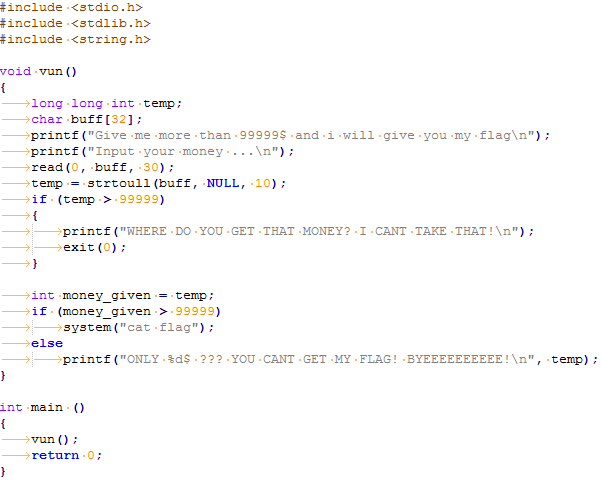 #include <stdio.h>
#include <stdlib.h>
#include <string.h>

void vun()
{
	long long int temp;
	char buff[32];
	printf("Give me more than 99999$ and i will give you my flag\n");
	printf("Input your money ...\n");
	read(0, buff, 30);
	temp = strtoull(buff, NULL, 10);
	if (temp > 99999)
	{
		printf("WHERE DO YOU GET THAT MONEY? I CANT TAKE THAT!\n");
		exit(0);
	}

	int money_given = temp;
	if (money_given > 99999)
		system("cat flag");
	else
		printf("ONLY %d$ ??? YOU CANT GET MY FLAG! BYEEEEEEEEEE!\n", temp);
}

int main ()
{
	vun();
	return 0;
}